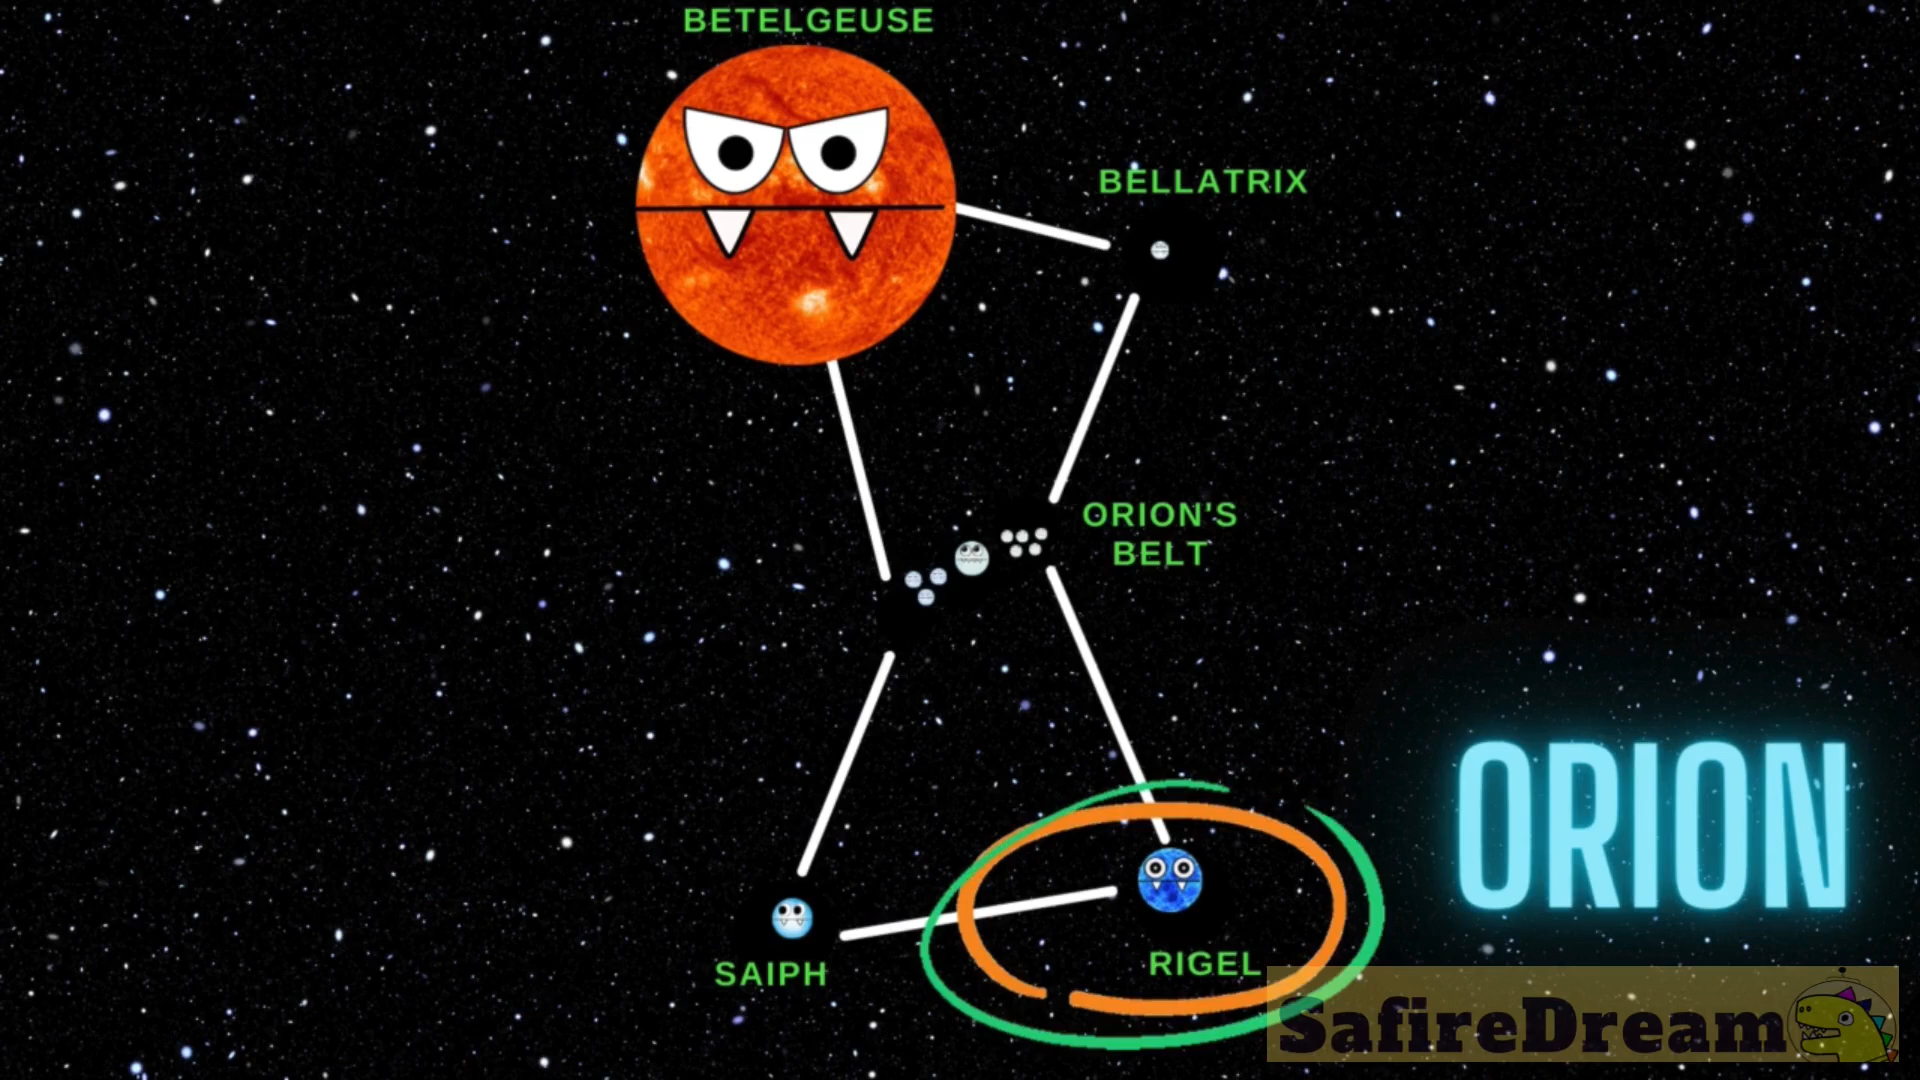 BETELGEUSE
BELLATRIX
ORION'S
BELT
ORION
SAIPH
RIGEL
SafireDream